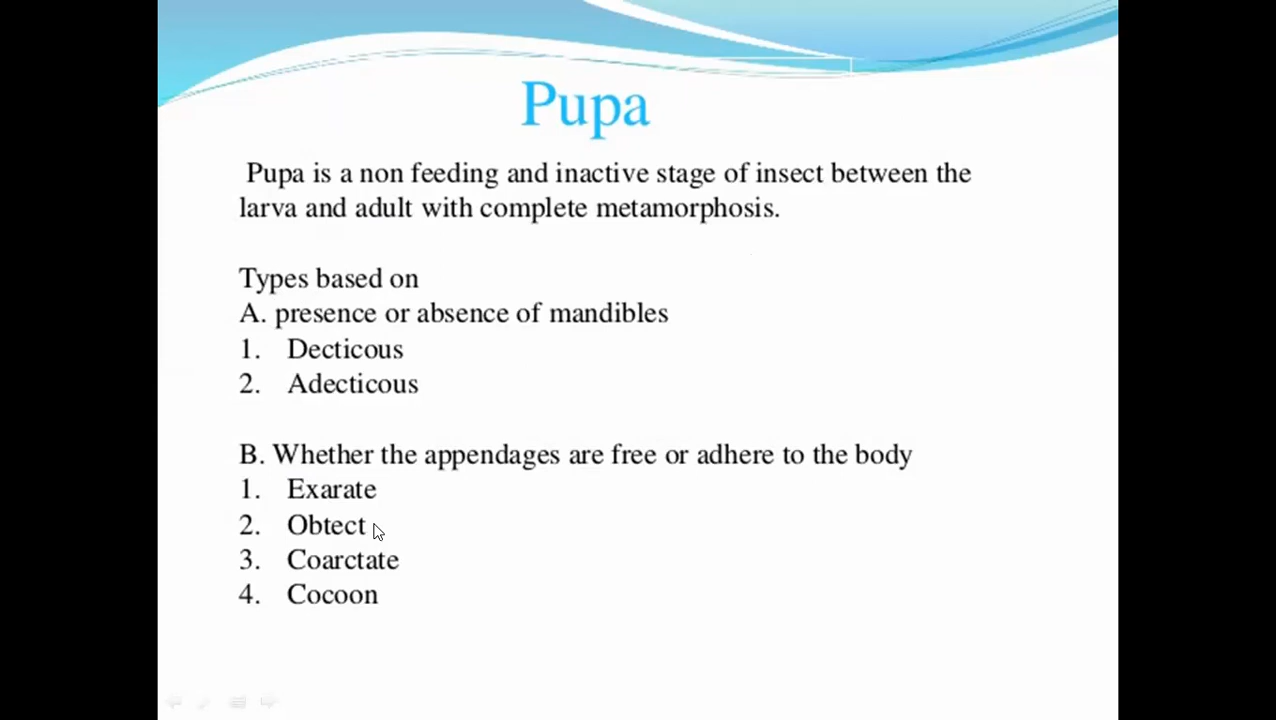 Pupa
Pupa is a non feeding and inactive stage of insect between the
larva and adult with complete metamorphosis.
Types based on
A. presence or absence of mandibles
1. Decticous
2. Adecticous
B. Whether the appendages are free or adhere to the body
1. Exarate
2. Obtect
3. Coarctate
4. Cocoon